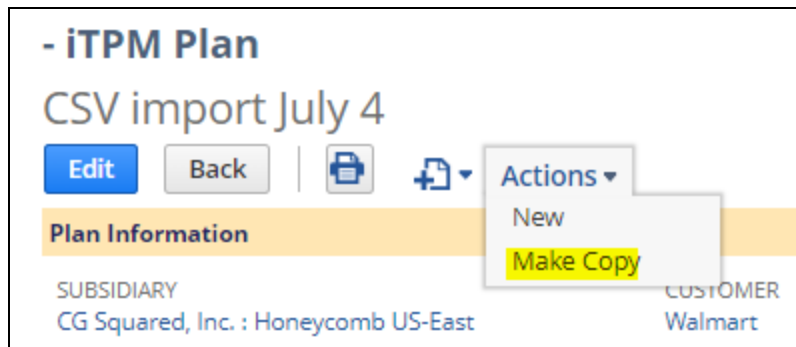 - iTPM Plan
CSV import July 4
Edit Back Actions
New
Plan Information
Make Copy
SUBSIDIARY CUSTOMER
CG Squared, Inc. : Honeycomb US-East Walmart